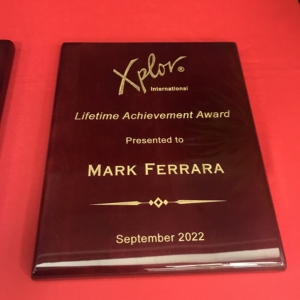 Xplor®
International
Lifetime Achievement Award
Presented to
MARK FERRARA
September 2022